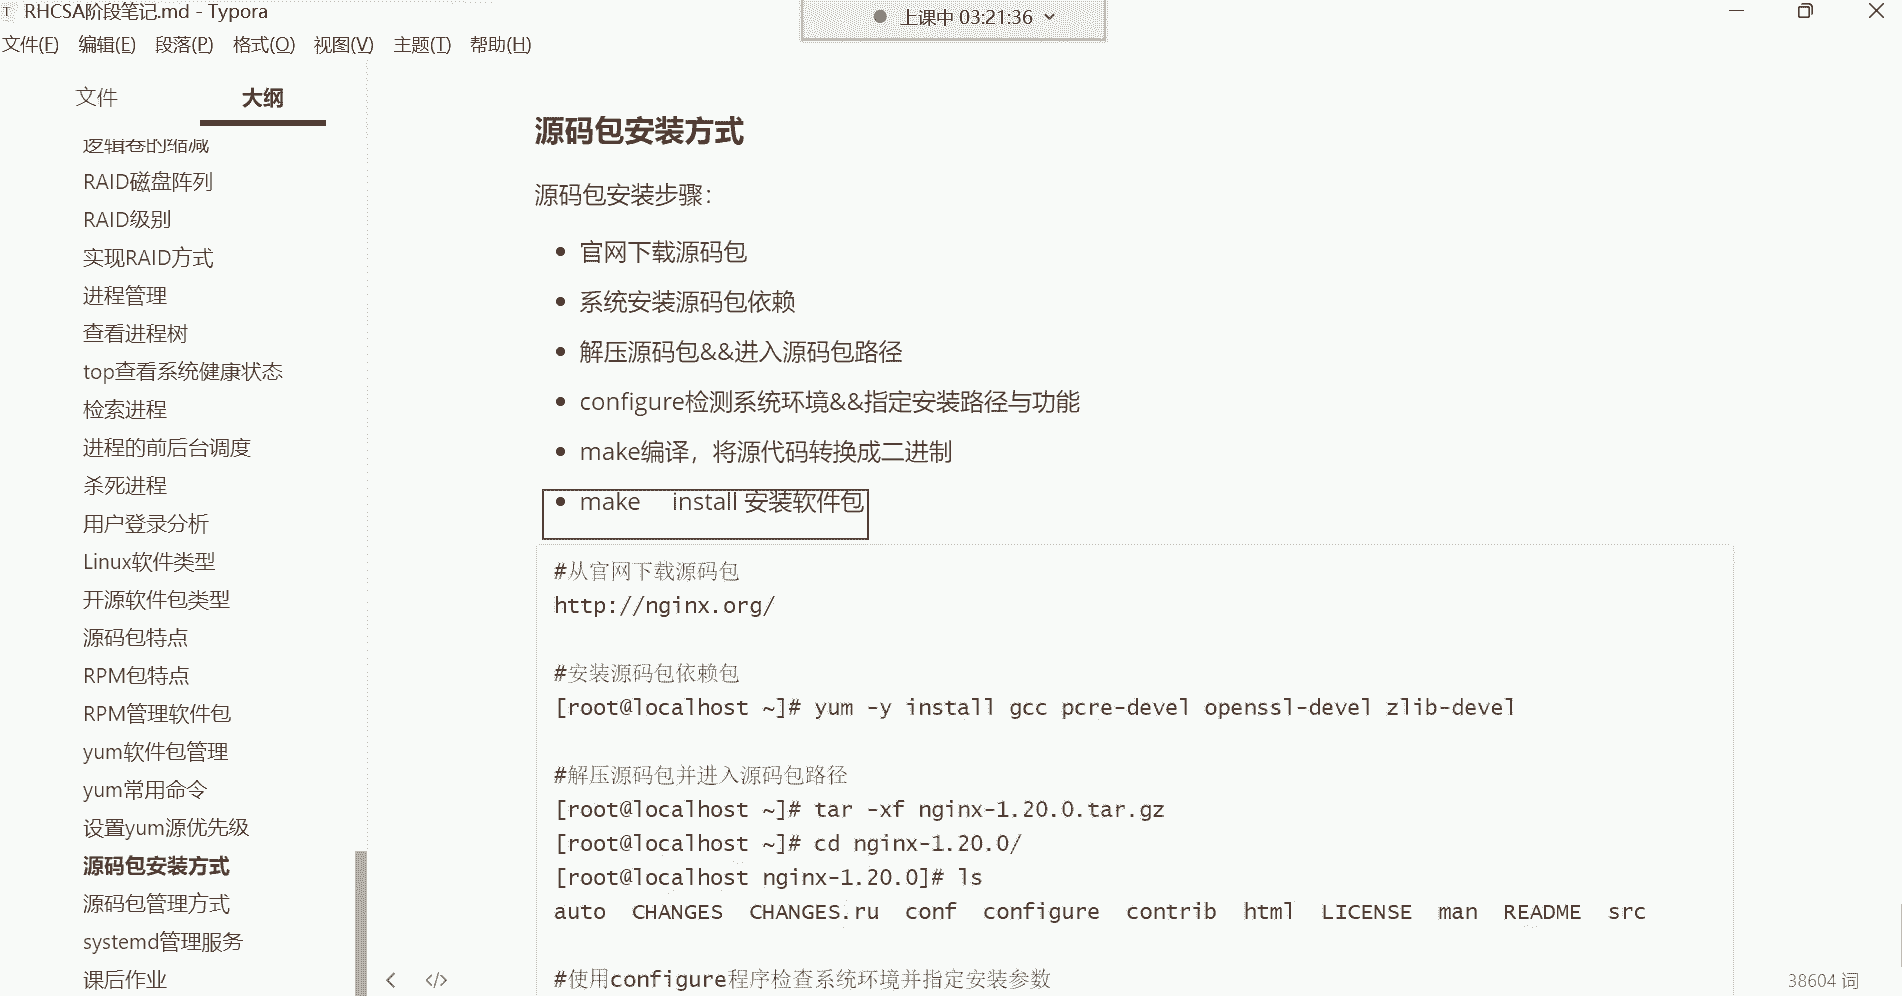 RHCSA阶段笔记.md - Typora
上课中 03:21:36
文件(F) 编辑(E) 段落(P) 格式(O) 视图(V) 主题(T) 帮助(H)
文件 大纲
逻辑卷的缩减
RAID磁盘阵列
RAID级别
实现RAID方式
进程管理
查看进程树
top查看系统健康状态
检索进程
进程的前后台调度
杀死进程
用户登录分析
Linux软件类型
开源软件包类型
源码包特点
RPM包特点
RPM管理软件包
yum软件包管理
yum常用命令
设置yum源优先级
源码包安装方式
源码包管理方式
systemd管理服务
课后作业
源码包安装方式
源码包安装步骤：
• 官网下载源码包
• 系统安装源码包依赖
• 解压源码包&&进入源码包路径
• configure检测系统环境&&指定安装路径与功能
• make编译，将源代码转换成二进制
• make install 安装软件包
#从官网下载源码包
http://nginx.org/
#安装源码包依赖包
[root@localhost ~]# yum -y install gcc pcre-devel openssl-devel zlib-devel
#解压源码包并进入源码包路径
[root@localhost ~]# tar -xf nginx-1.20.0.tar.gz
[root@localhost ~]# cd nginx-1.20.0/
[root@localhost nginx-1.20.0]# ls
auto CHANGES CHANGES.ru conf configure contrib html LICENSE man README src
#使用configure程序检查系统环境并指定安装参数
38604 词